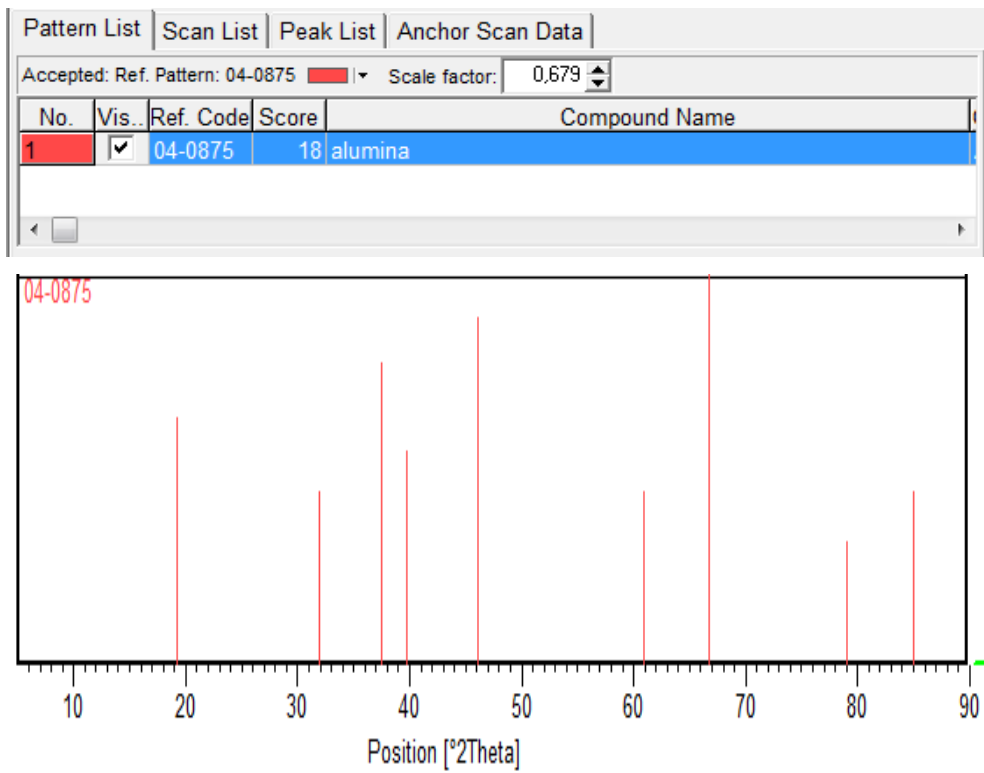 Pattern List Scan List Peak List Anchor Scan Data
Accepted: Ref. Pattern: 04-0875 Scale factor: 0,679
No. Vis.. Ref. Code Score Compound Name
1 04-0875 18 alumina
04-0875
10 20 30 40 50 60 70 80 90
Position [°2Theta]